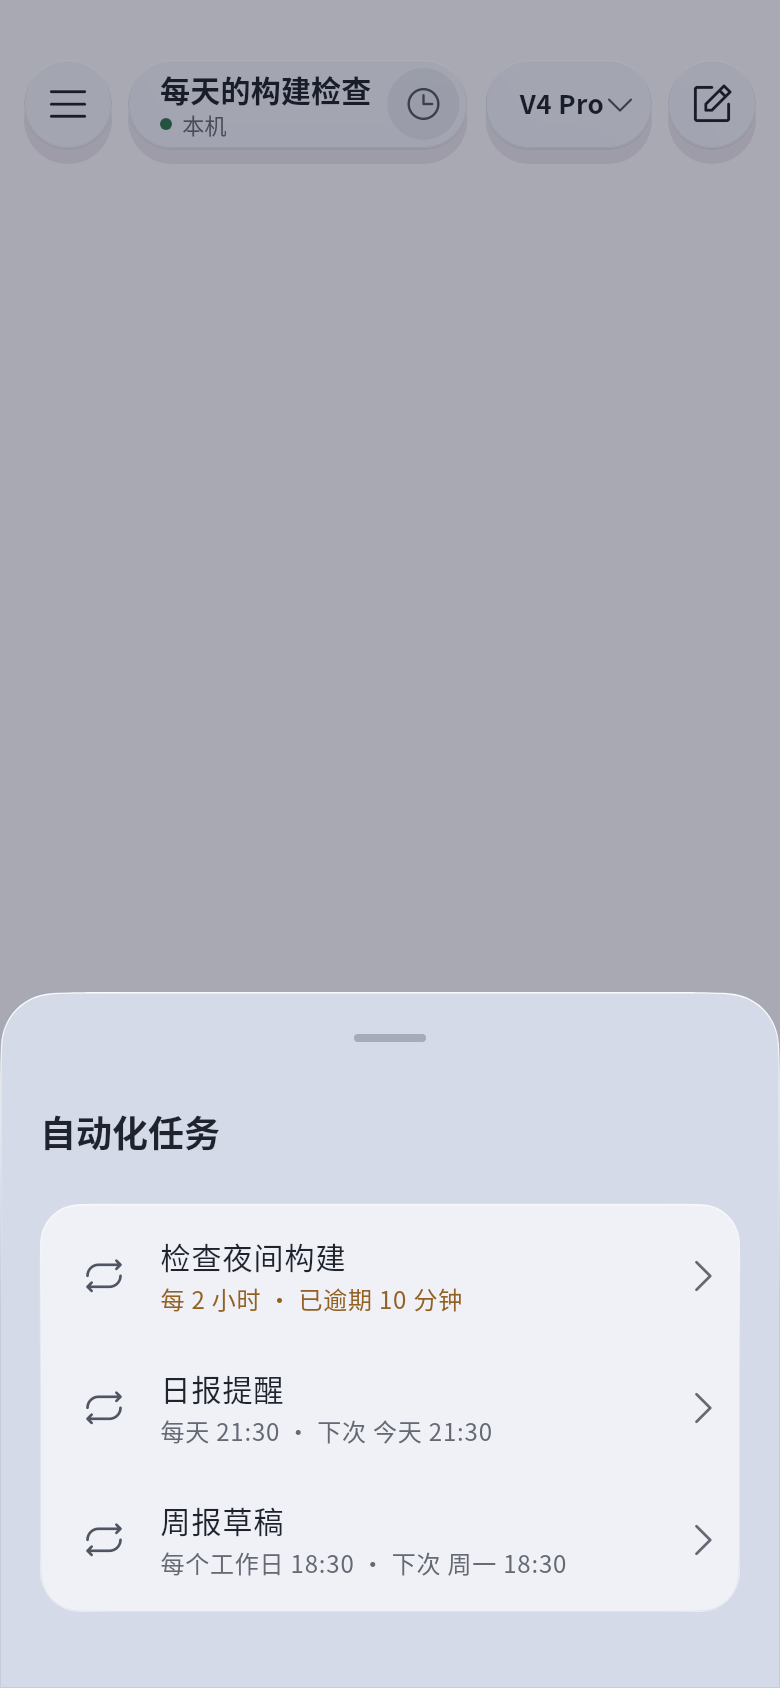 每天的构建检查
本机
V4 Pro
自动化任务
检查夜间构建
每 2 小时 · 已逾期 10 分钟
日报提醒
每天 21:30 · 下次 今天 21:30
周报草稿
每个工作日 18:30 · 下次 周一 18:30